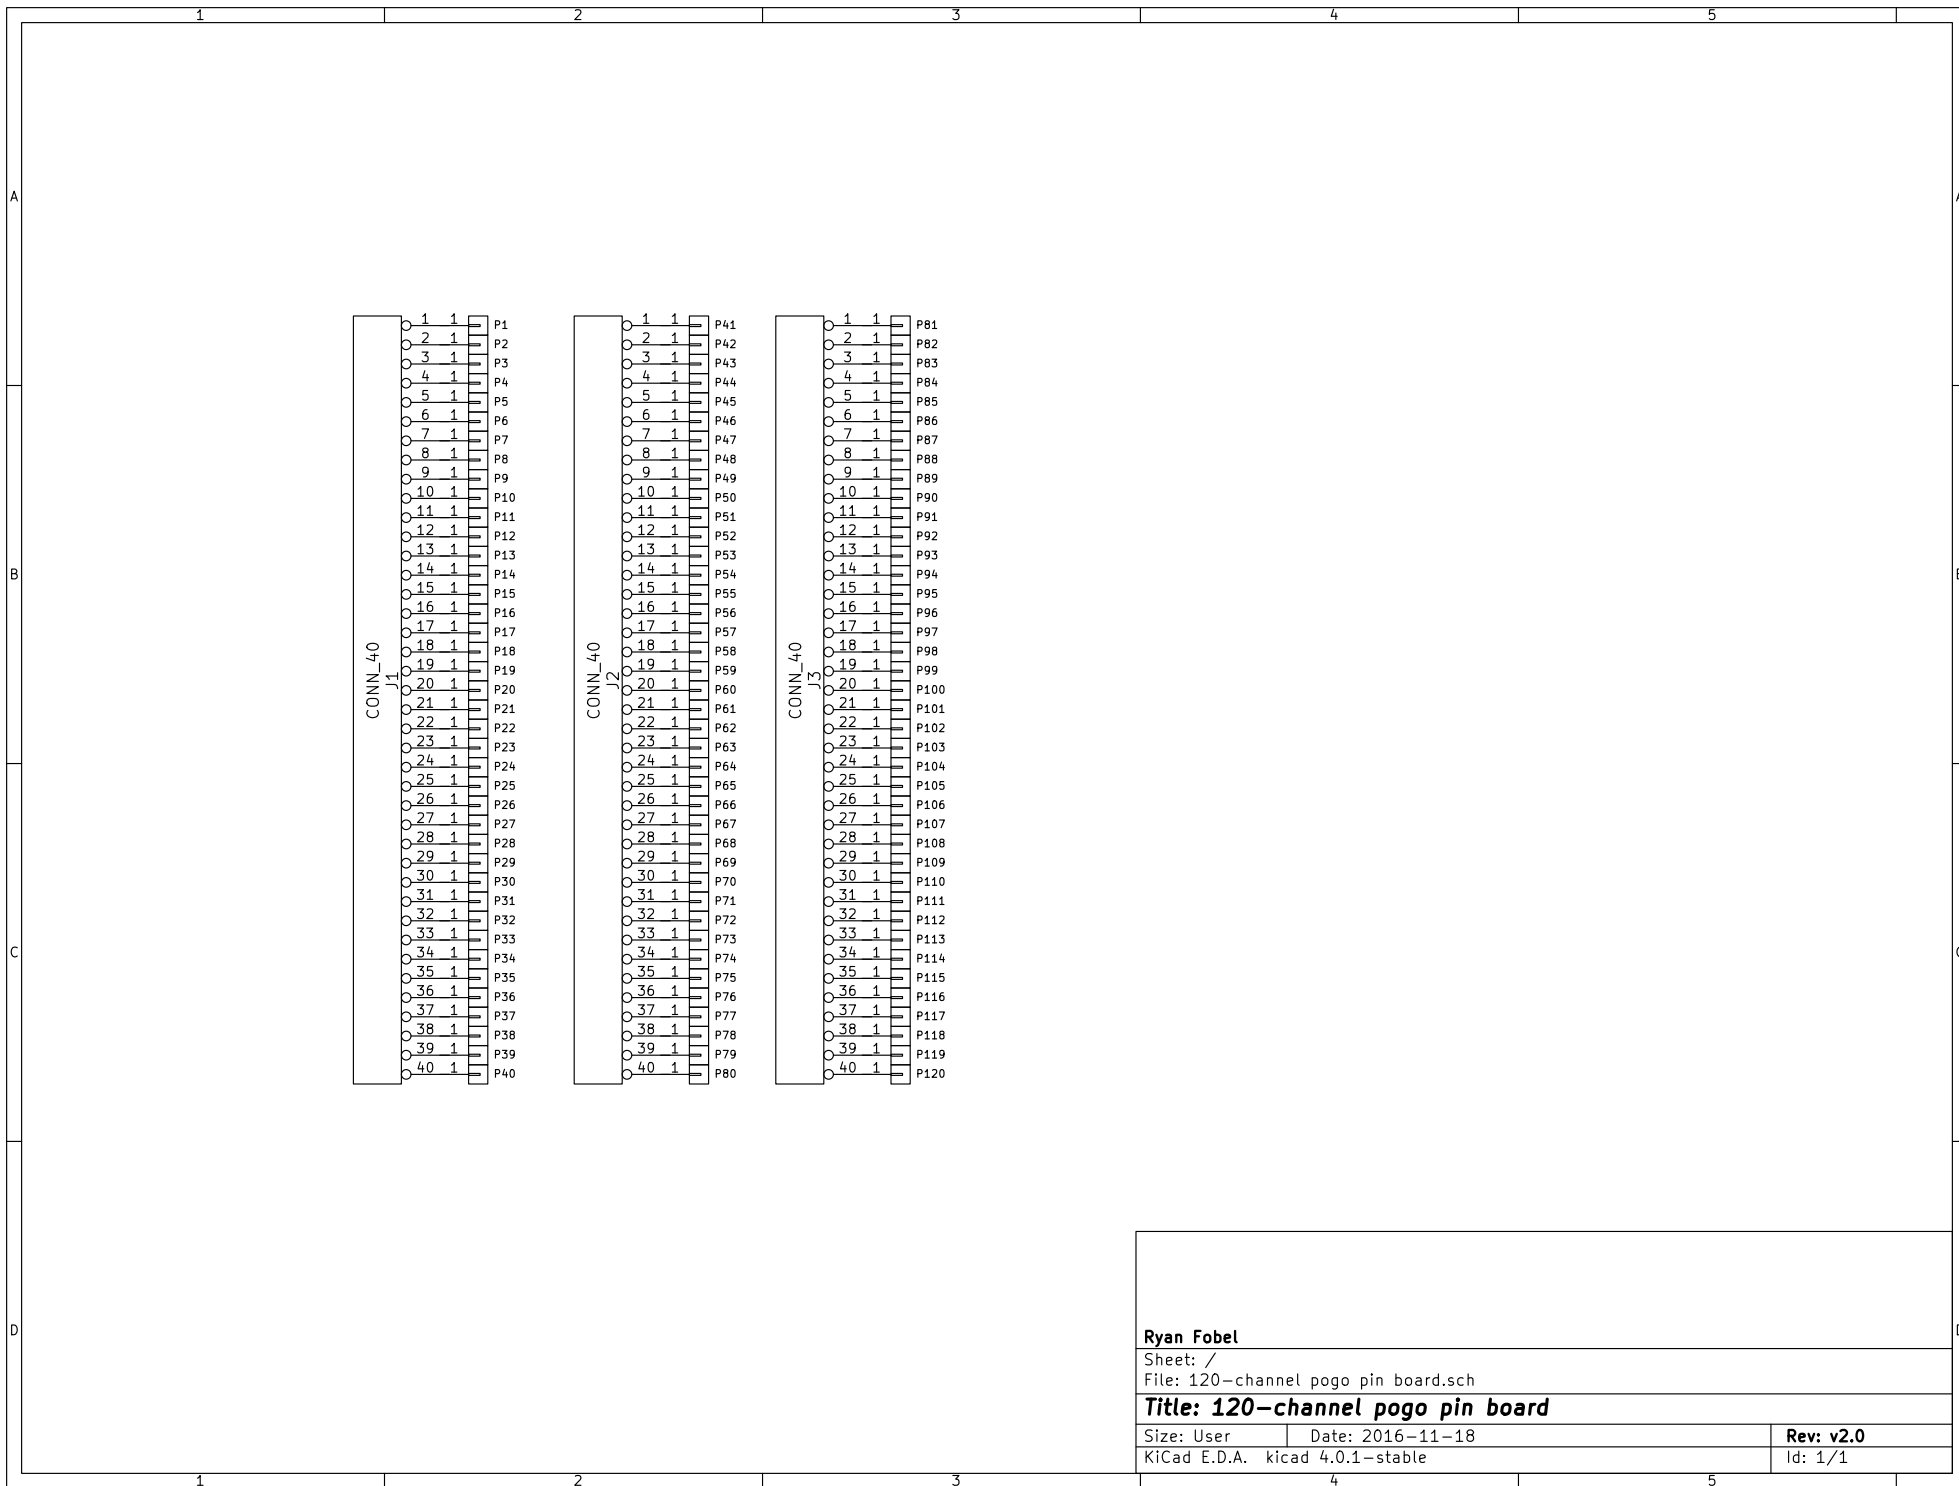 1 2 3 4 5
A A
1 1 P1 1 1 P41 1 1 P81
2 1 P2 2 1 P42 2 1 P82
3 1 P3 3 1 P43 3 1 P83
4 1 P4 4 1 P44 4 1 P84
5 1 P5 5 1 P45 5 1 P85
6 1 P6 6 1 P46 6 1 P86
7 1 P7 7 1 P47 7 1 P87
8 1 P8 8 1 P48 8 1 P88
9 1 P9 9 1 P49 9 1 P89
10 1 P10 10 1 P50 10 1 P90
11 1 P11 11 1 P51 11 1 P91
12 1 P12 12 1 P52 12 1 P92
13 1 P13 13 1 P53 13 1 P93
B 14 1 P14 14 1 P54 14 1 P94
15 1 P15 15 1 P55 15 1 P95
16 1 P16 16 1 P56 16 1 P96
17 1 P17 17 1 P57 17 1 P97
18 1 P18 18 1 P58 18 1 P98
19 1 P19 19 1 P59 19 1 P99
CONN_40 J1 CONN_40 J2 CONN_40 J3
20 1 P20 20 1 P60 20 1 P100
21 1 P21 21 1 P61 21 1 P101
22 1 P22 22 1 P62 22 1 P102
23 1 P23 23 1 P63 23 1 P103
24 1 P24 24 1 P64 24 1 P104
25 1 P25 25 1 P65 25 1 P105
26 1 P26 26 1 P66 26 1 P106
27 1 P27 27 1 P67 27 1 P107
28 1 P28 28 1 P68 28 1 P108
29 1 P29 29 1 P69 29 1 P109
30 1 P30 30 1 P70 30 1 P110
31 1 P31 31 1 P71 31 1 P111
32 1 P32 32 1 P72 32 1 P112
33 1 P33 33 1 P73 33 1 P113
C 34 1 P34 34 1 P74 34 1 P114
35 1 P35 35 1 P75 35 1 P115
36 1 P36 36 1 P76 36 1 P116
37 1 P37 37 1 P77 37 1 P117
38 1 P38 38 1 P78 38 1 P118
39 1 P39 39 1 P79 39 1 P119
40 1 P40 40 1 P80 40 1 P120
D
Ryan Fobel
Sheet: /
File: 120-channel pogo pin board.sch
Title: 120-channel pogo pin board
Size: User Date: 2016-11-18 Rev: v2.0
KiCad E.D.A. kicad 4.0.1-stable Id: 1/1
1 2 3 4 5